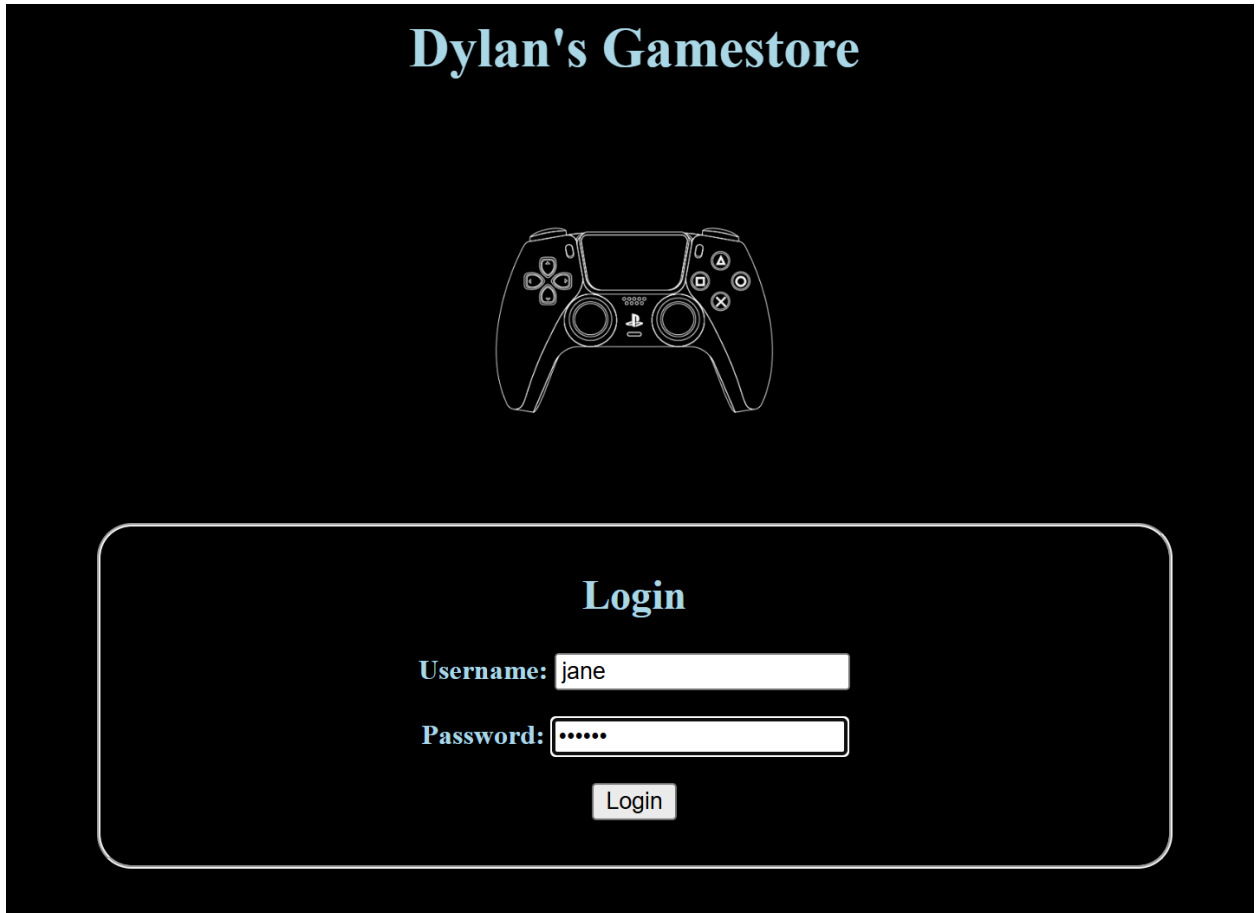 Dylan's Gamestore
Login
Username: jane
Password: ••••••
Login